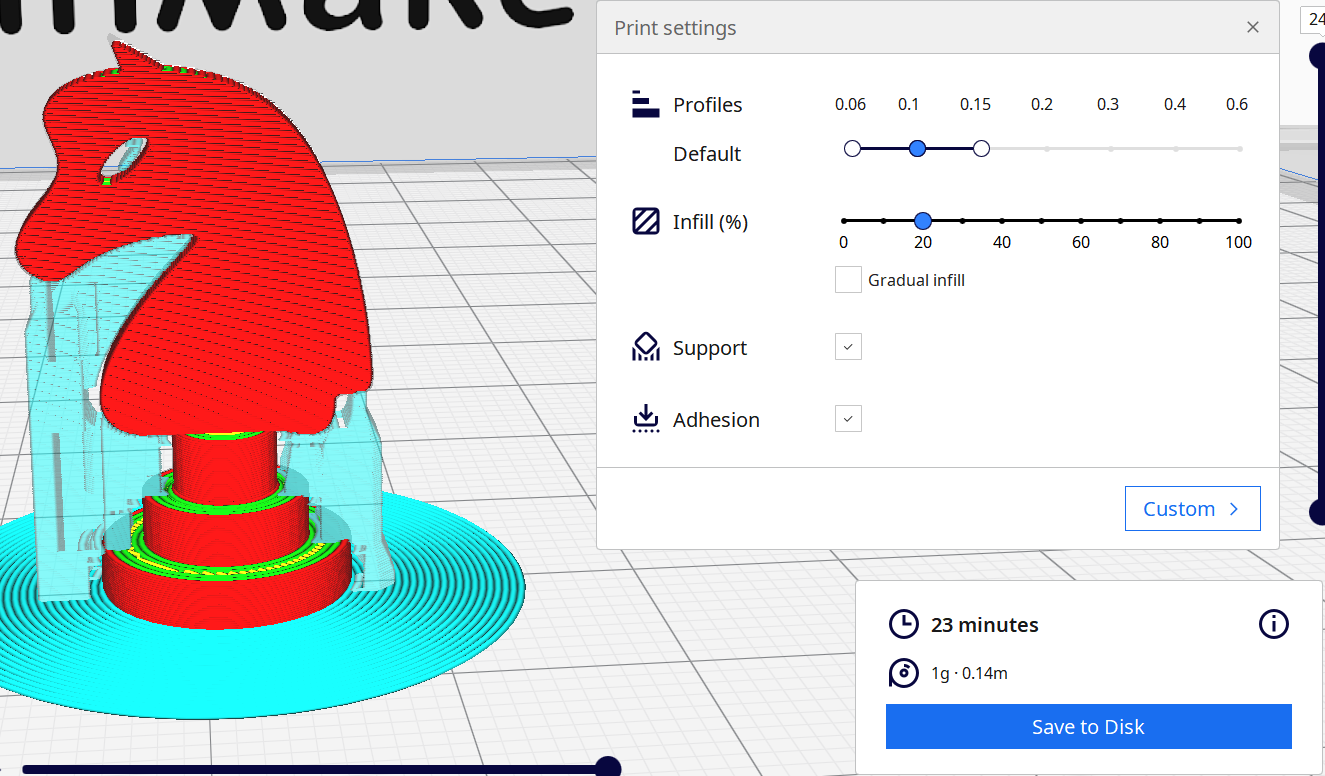 Print settings
Profiles
0.06 0.1 0.15 0.2 0.3 0.4 0.6
Default
Infill (%)
0 20 40 60 80 100
Gradual infill
Support
Adhesion
Custom
23 minutes
1g · 0.14m
Save to Disk